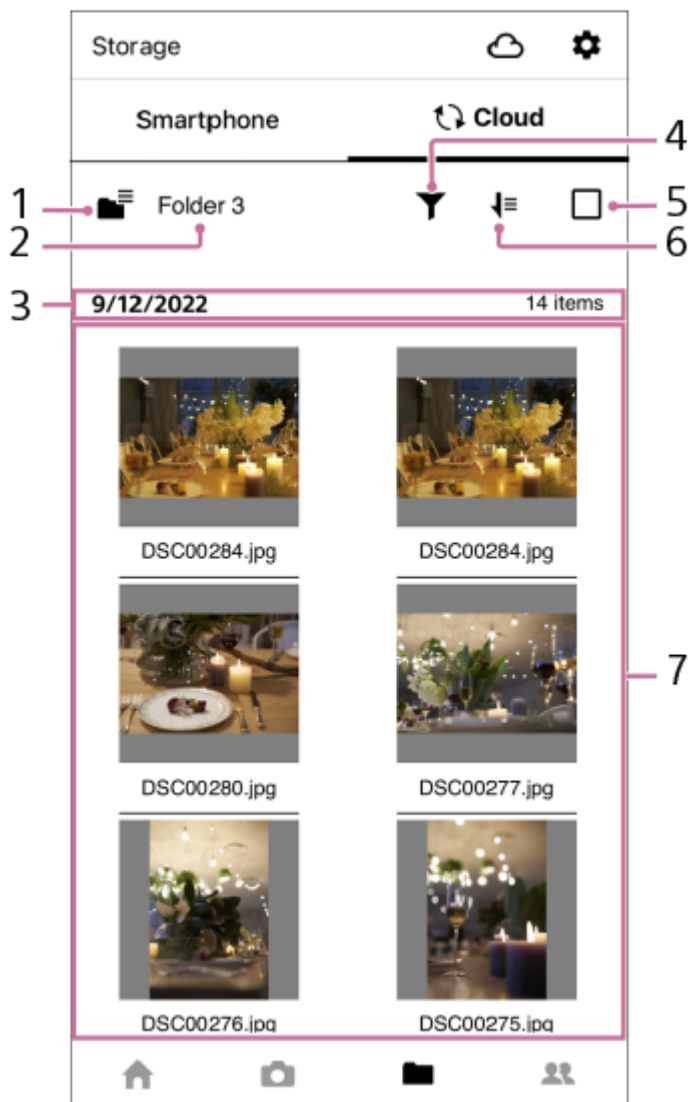 Storage
Smartphone Cloud
4
1 Folder 3 5
2 6
3 9/12/2022 14 items
DSC00284.jpg DSC00284.jpg
7
DSC00280.jpg DSC00277.jpg
DSC00276.jpg DSC00275.jpg